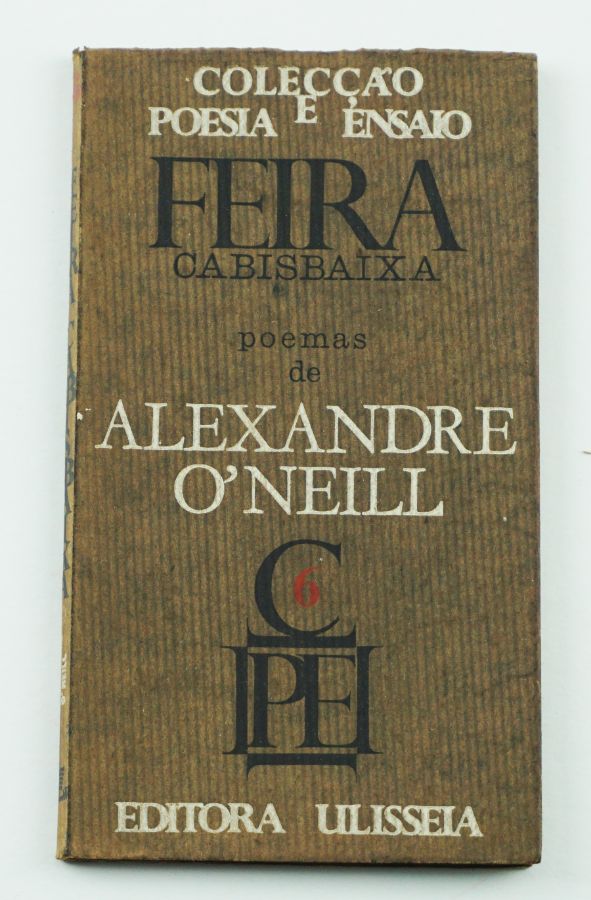 COLECÇÃO
POESIA E ENSAIO
FEIRA
CABISBAIXA
poemas
de
ALEXANDRE
O'NEILL
C
6
PE
EDITORA ULISSEIA